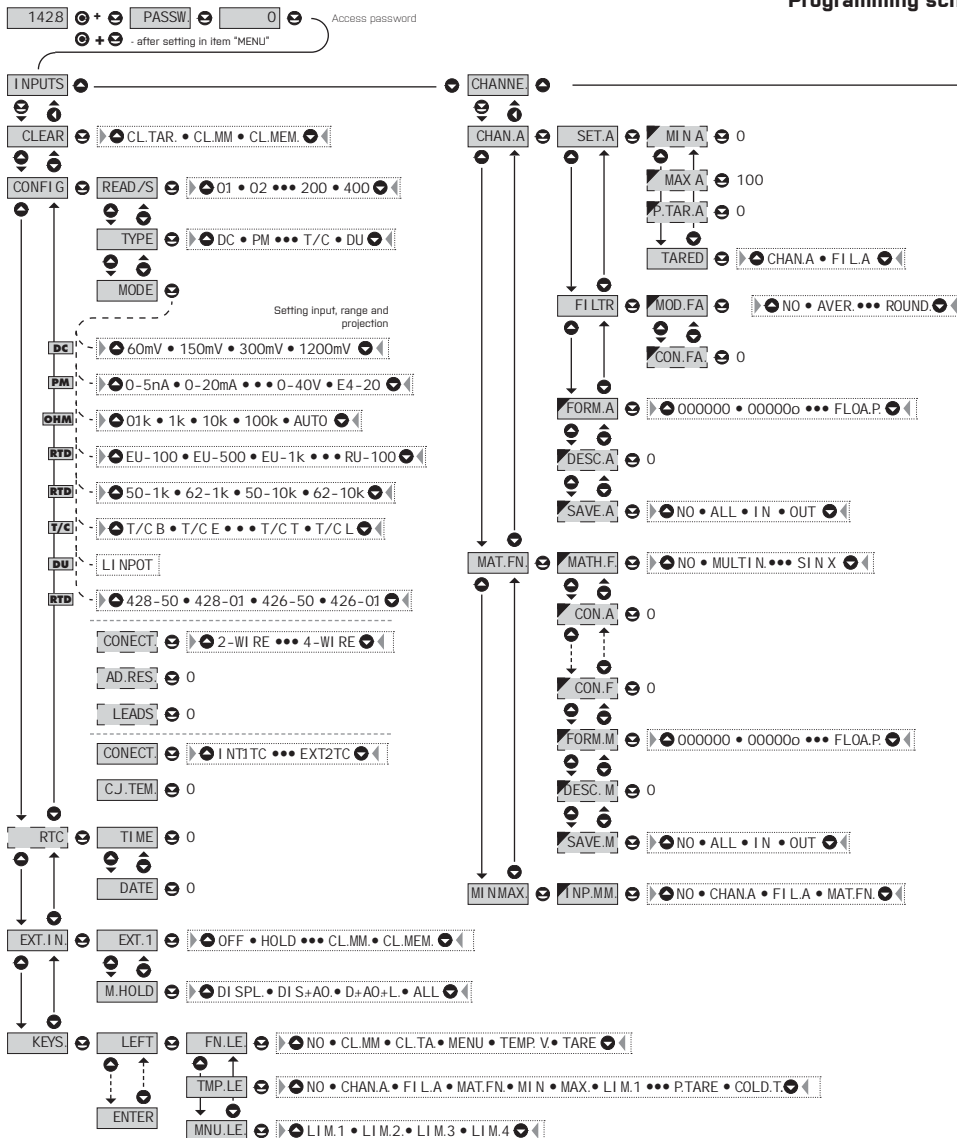 Programming sch
1428 + PASSW. 0 Access password
+ - after setting in item "MENU"
INPUTS CHANNE.
CLEAR CL.TAR. • CL.MM • CL.MEM.
CHAN.A SET.A MIN A 0
CONFIG READ/S 01 • 02 ••• 200 • 400
MAX A 100
P.TAR.A 0
TYPE DC • PM ••• T/C • DU
TARED CHAN.A • FIL.A
MODE
Setting input, range and
projection
FILTR MOD.FA NO • AVER. ••• ROUND.
CON.FA. 0
DC - 60mV • 150mV • 300mV • 1200mV
PM - 0-5nA • 0-20mA • • • 0-40V • E4-20
OHM - 01k • 1k • 10k • 100k • AUTO
FORM.A 000000 • 00000o ••• FLOA.P.
RTD - EU-100 • EU-500 • EU-1k • • • RU-100
DESC.A 0
RTD - 50-1k • 62-1k • 50-10k • 62-10k
SAVE.A NO • ALL • IN • OUT
T/C - T/C B • T/C E • • • T/C T • T/C L
DU - LINPOT
MAT.FN. MATH.F. NO • MULTIN. ••• SIN X
RTD - 428-50 • 428-01 • 426-50 • 426-01
CON.A 0
CONECT. 2-WIRE ••• 4-WIRE
AD.RES. 0
CON.F 0
LEADS 0
FORM.M 000000 • 00000o ••• FLOA.P.
CONECT. INT1TC ••• EXT2TC
C.J.TEM. 0
DESC. M 0
RTC TIME 0
SAVE.M NO • ALL • IN • OUT
DATE 0
MINMAX. INP.MM. NO • CHAN.A • FIL.A • MAT.FN.
EXT.IN. EXT.1 OFF • HOLD ••• CL.MM. • CL.MEM.
M.HOLD DISPL. • DIS+AO. • D+AO+L. • ALL
KEYS. LEFT FN.LE. NO • CL.MM • CL.TA. • MENU • TEMP. V. • TARE
TMP.LE NO • CHAN.A. • FIL.A • MAT.FN. • MIN • MAX. • LIM.1 ••• P.TARE • COLD.T.
ENTER
MNU.LE. LIM.1 • LIM.2. • LIM.3 • LIM.4